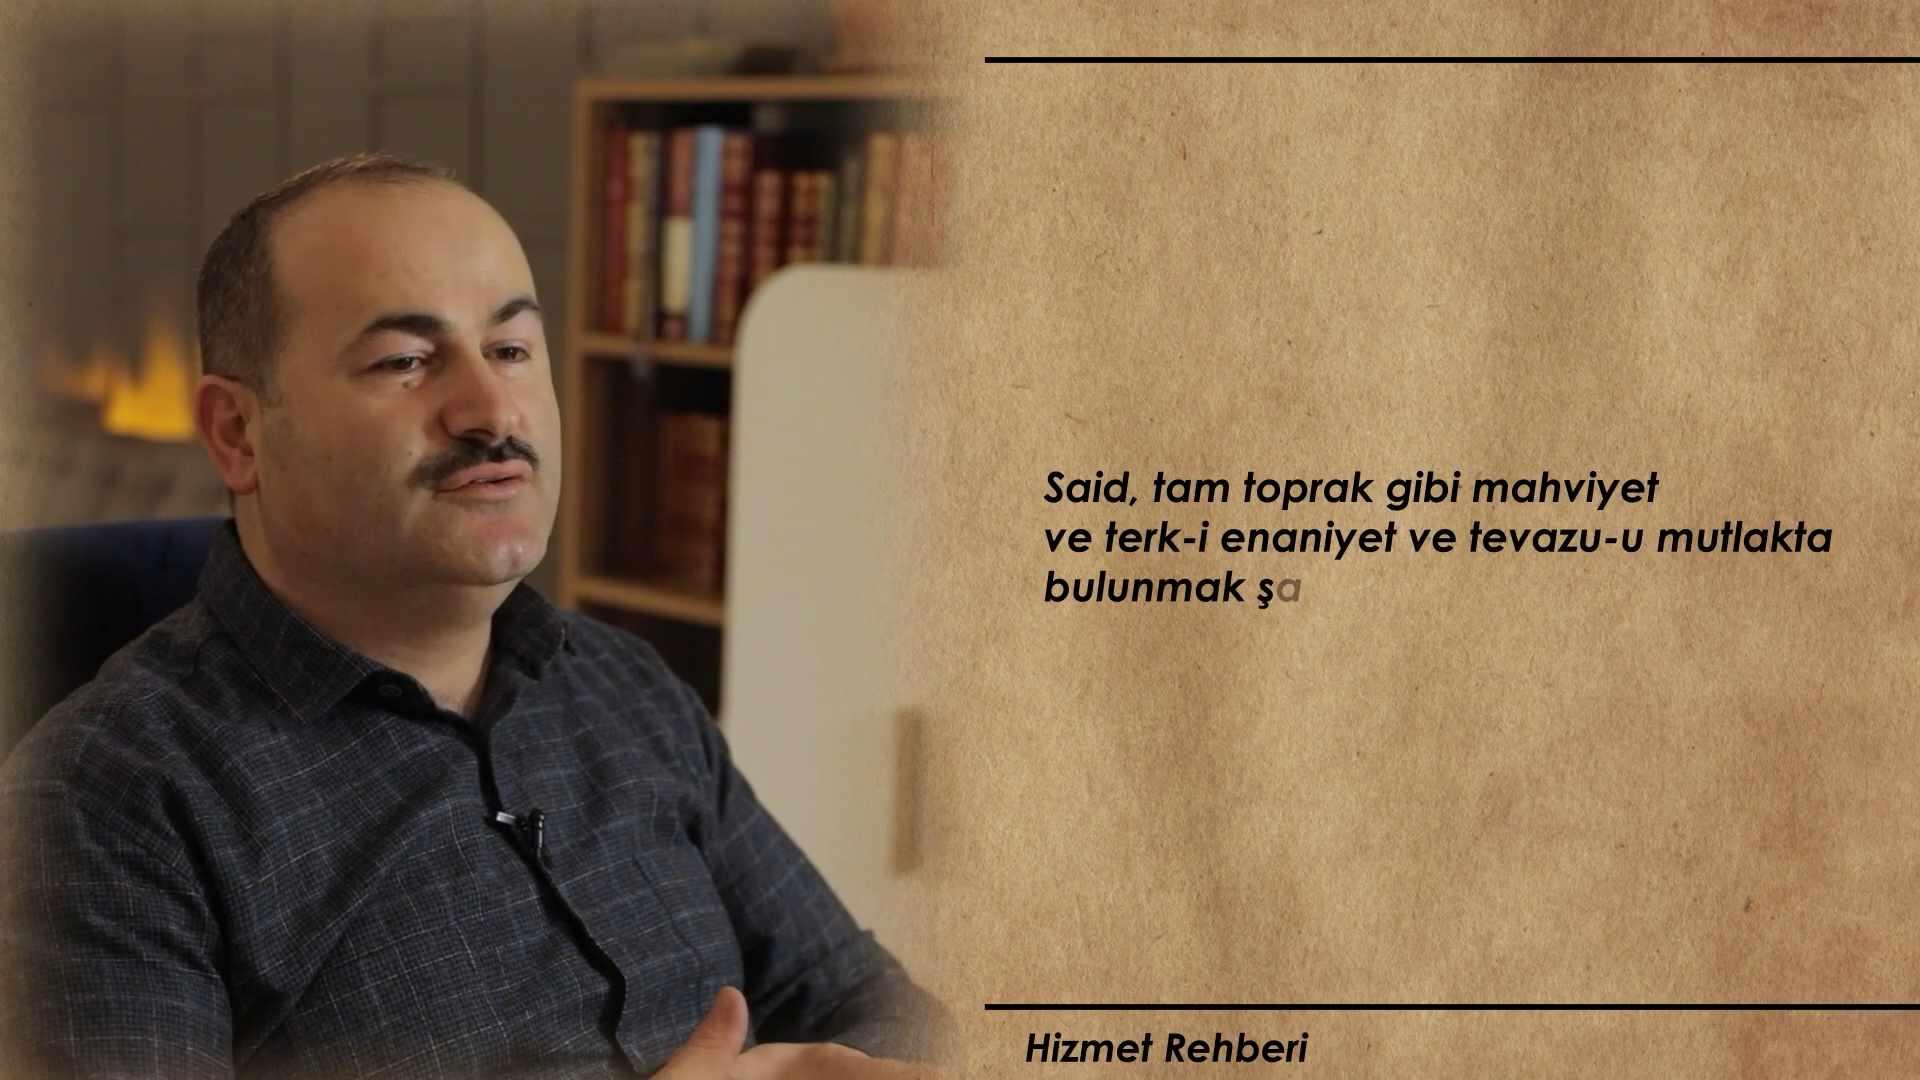 Said, tam toprak gibi mahviyet
ve terk-i enaniyet ve tevazu-u mutlakta
bulunmak şa
Hizmet Rehberi